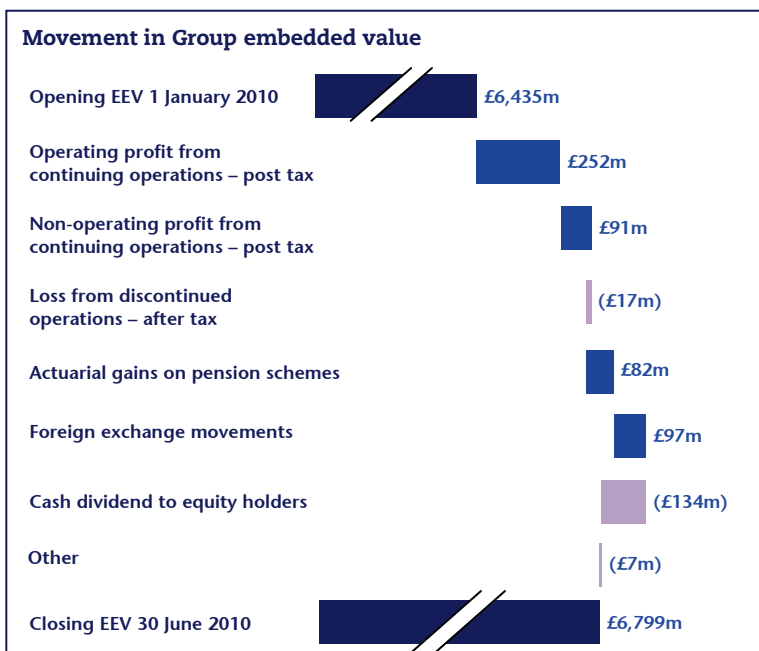 Movement in Group embedded value
Opening EEV 1 January 2010
£6,435m
Operating profit from
continuing operations – post tax
£252m
Non-operating profit from
continuing operations – post tax
£91m
Loss from discontinued
operations – after tax
(£17m)
Actuarial gains on pension schemes
£82m
Foreign exchange movements
£97m
Cash dividend to equity holders
(£134m)
Other
(£7m)
Closing EEV 30 June 2010
£6,799m